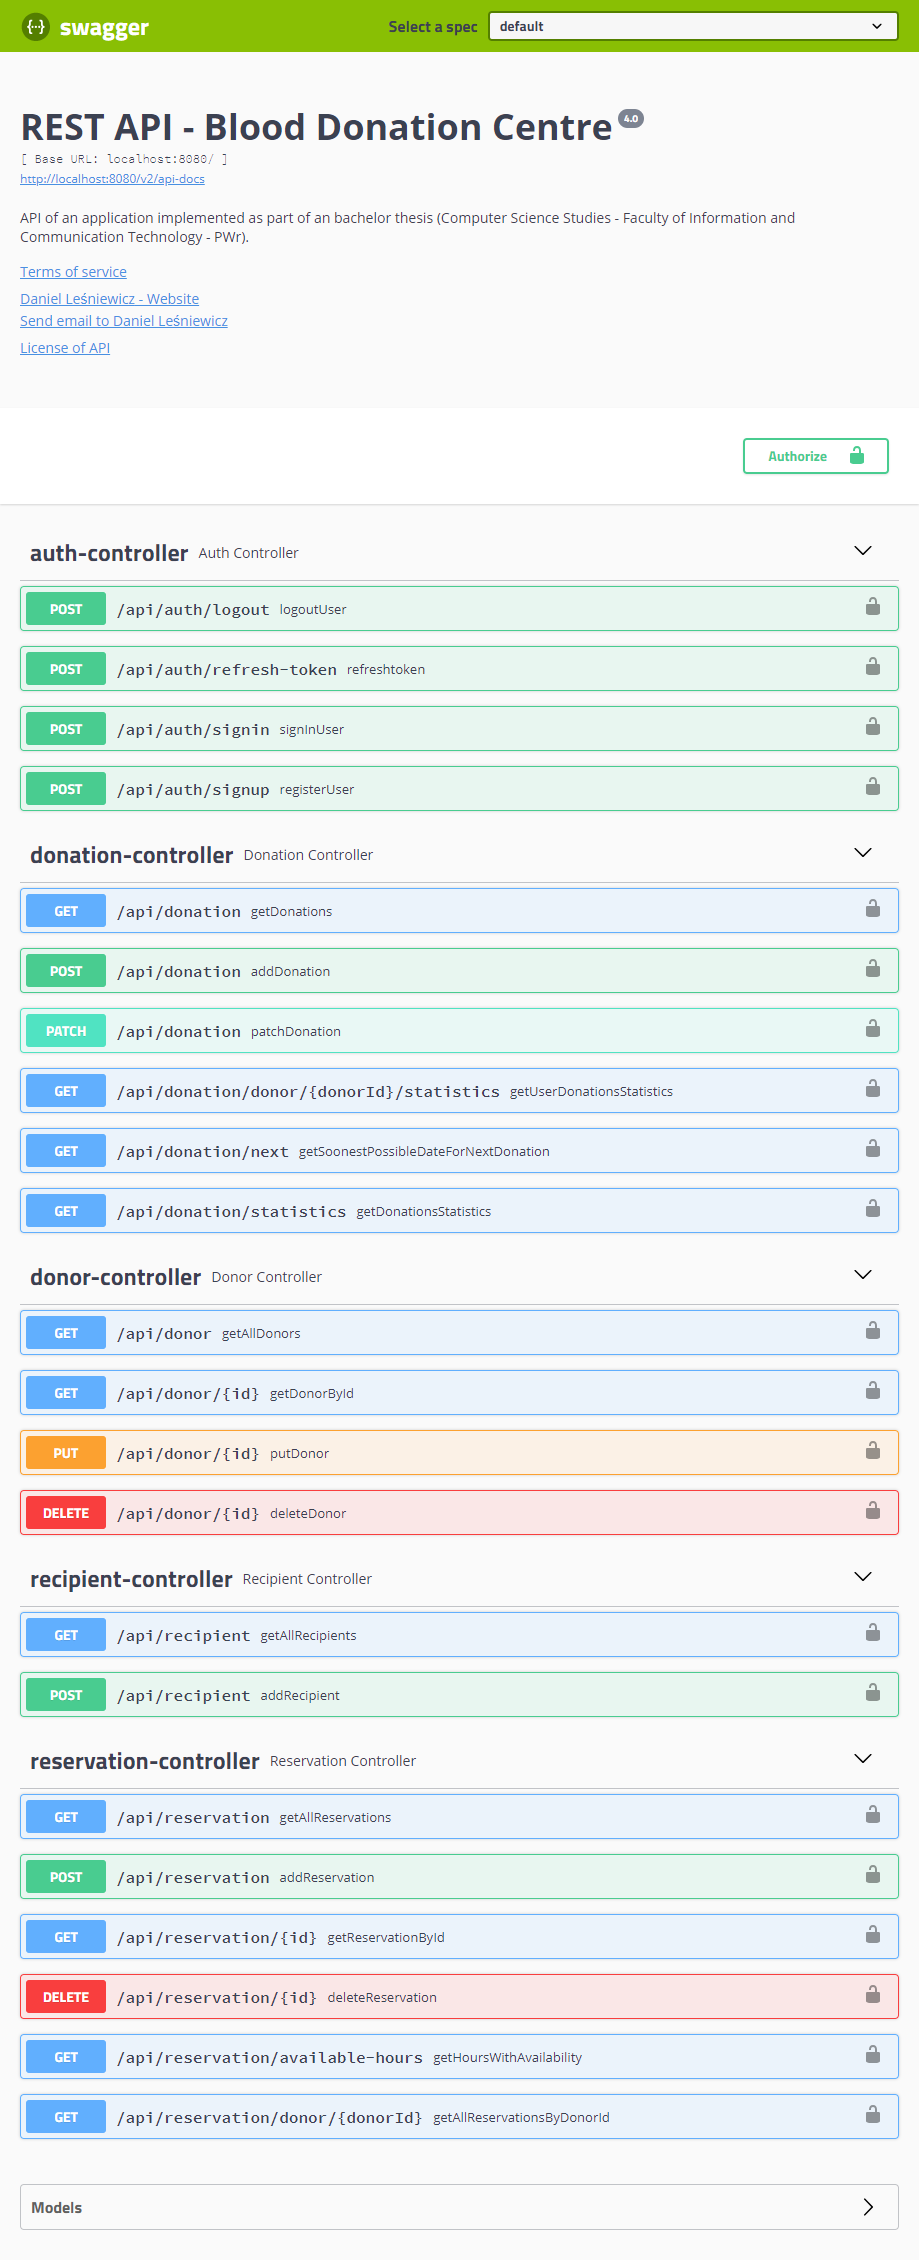 swagger
Select a spec default
REST API - Blood Donation Centre 4.0
[ Base URL: localhost:8080/ ]
http://localhost:8080/v2/api-docs
API of an application implemented as part of an bachelor thesis (Computer Science Studies - Faculty of Information and
Communication Technology - PWr).
Terms of service
Daniel Leśniewicz - Website
Send email to Daniel Leśniewicz
License of API
Authorize
auth-controller Auth Controller
POST /api/auth/logout logoutUser
POST /api/auth/refresh-token refreshtoken
POST /api/auth/signin signInUser
POST /api/auth/signup registerUser
donation-controller Donation Controller
GET /api/donation getDonations
POST /api/donation addDonation
PATCH /api/donation patchDonation
GET /api/donation/donor/{donorId}/statistics getUserDonationsStatistics
GET /api/donation/next getSoonestPossibleDateForNextDonation
GET /api/donation/statistics getDonationsStatistics
donor-controller Donor Controller
GET /api/donor getAllDonors
GET /api/donor/{id} getDonorById
PUT /api/donor/{id} putDonor
DELETE /api/donor/{id} deleteDonor
recipient-controller Recipient Controller
GET /api/recipient getAllRecipients
POST /api/recipient addRecipient
reservation-controller Reservation Controller
GET /api/reservation getAllReservations
POST /api/reservation addReservation
GET /api/reservation/{id} getReservationById
DELETE /api/reservation/{id} deleteReservation
GET /api/reservation/available-hours getHoursWithAvailability
GET /api/reservation/donor/{donorId} getAllReservationsByDonorId
Models